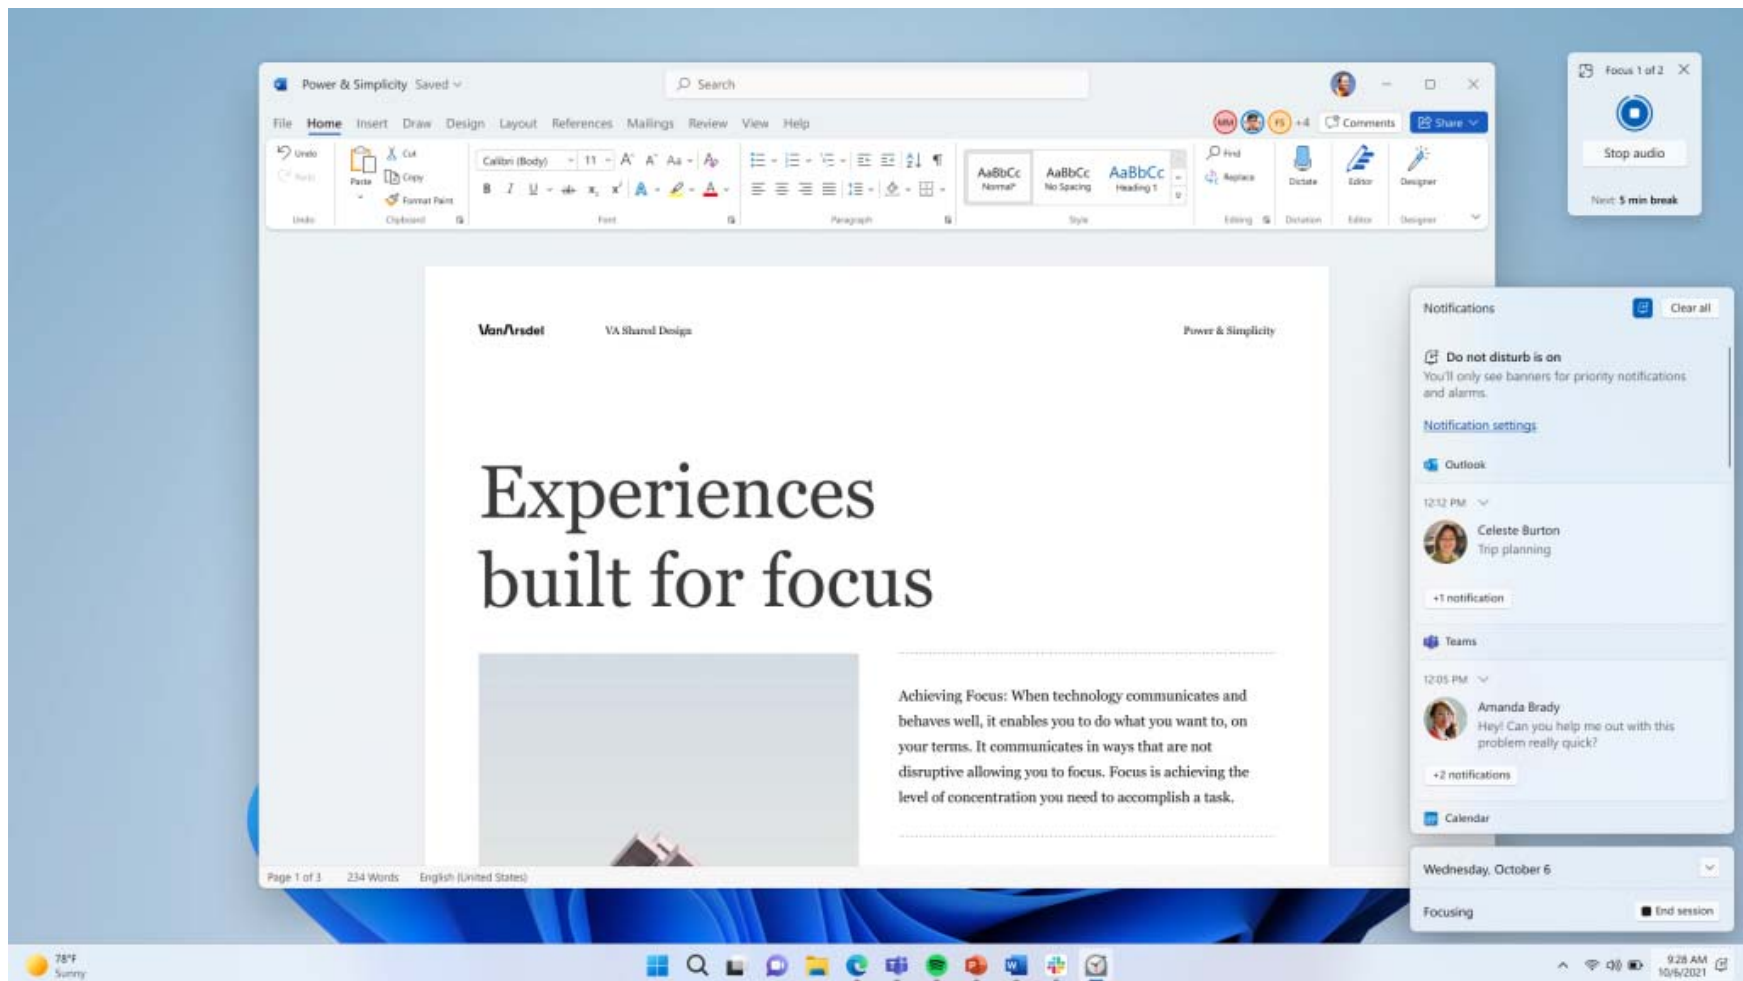 Power & Simplicity Saved
Search
Focus 1 of 2
Stop audio
Next: 5 min break
File Home Insert Draw Design Layout References Mailings Review View Help
MM FS +4 Comments Share
Undo
Redo
Paste
Cut
Copy
Format Paint
Calibri (Body) 11
AaBbCc
Normal
AaBbCc
No Spacing
AaBbCc
Heading 1
Find
Replace
Dictate
Editor
Designer
Undo Clipboard Font Paragraph Style Editing Dictation Editor Designer
VanArsdel VA Shared Design Power & Simplicity
Experiences
built for focus
Achieving Focus: When technology communicates and
behaves well, it enables you to do what you want to, on
your terms. It communicates in ways that are not
disruptive allowing you to focus. Focus is achieving the
level of concentration you need to accomplish a task.
Page 1 of 3 234 Words English (United States)
Notifications Clear all
Do not disturb is on
You'll only see banners for priority notifications
and alarms.
Notification settings
Outlook
12:12 PM
Celeste Burton
Trip planning
+1 notification
Teams
12:05 PM
Amanda Brady
Hey! Can you help me out with this
problem really quick?
+2 notifications
Calendar
Wednesday, October 6
Focusing End session
78°F
Sunny
9:28 AM
10/6/2021